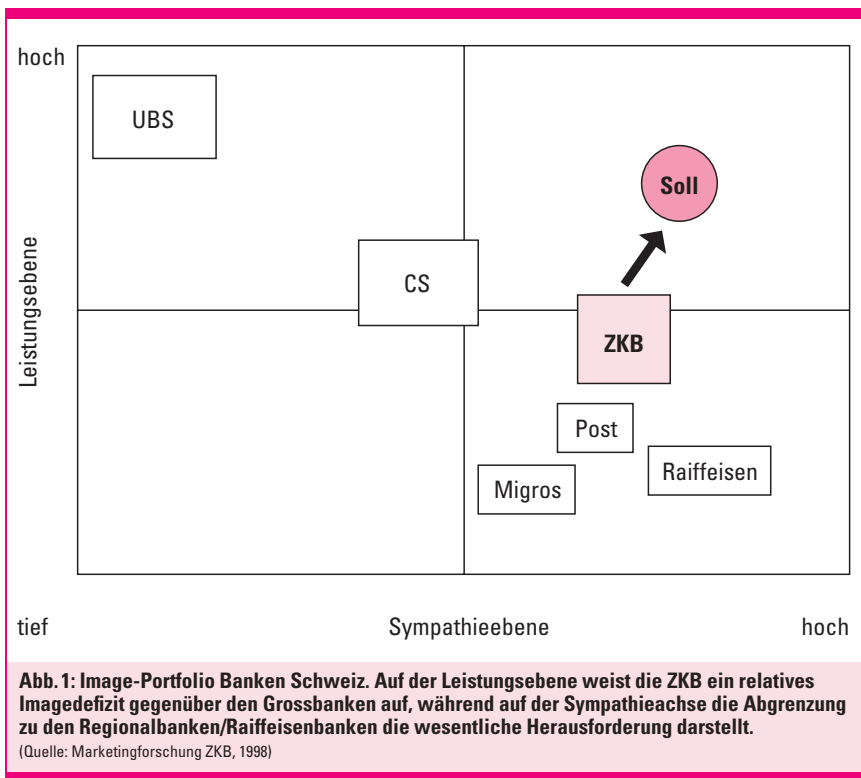 hoch
UBS
Soll
CS
ZKB
Post
Raiffeisen
Migros
Leistungsebene
tief Sympathieebene hoch
Abb. 1: Image-Portfolio Banken Schweiz. Auf der Leistungsebene weist die ZKB ein relatives
Imagedefizit gegenüber den Grossbanken auf, während auf der Sympathieachse die Abgrenzung
zu den Regionalbanken/Raiffeisenbanken die wesentliche Herausforderung darstellt.
(Quelle: Marketingforschung ZKB, 1998)